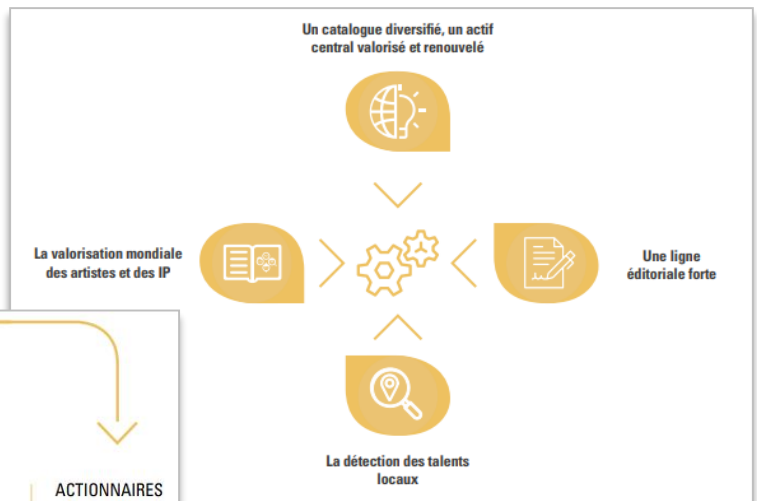 Un catalogue diversifié, un actif
central valorisé et renouvelé
La valorisation mondiale
des artistes et des IP
Une ligne
éditoriale forte
La détection des talents
locaux
ACTIONNAIRES